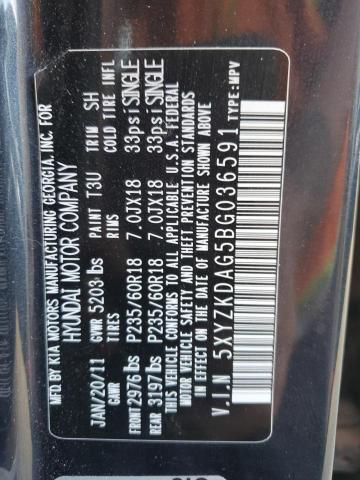 MFD BY KIA MOTORS MANUFACTURING GEORGIA, INC. FOR
HYUNDAI MOTOR COMPANY
JAN/20/11 GVWR 5203 lbs PAINT T3U TRIM SH
GAWR RIMS COLD TIRE INFL
FRONT 2976 lbs P235/60R18 7.0JX18 33psi SINGLE
REAR 3197 lbs P235/60R18 7.0JX18 33psi SINGLE
THIS VEHICLE CONFORMS TO ALL APPLICABLE U.S.A. FEDERAL
MOTOR VEHICLE SAFETY AND THEFT PREVENTION STANDARDS
IN EFFECT ON THE DATE OF MANUFACTURE SHOWN ABOVE
V.I.N 5XYZKDAG5BG036591 TYPE:MPV